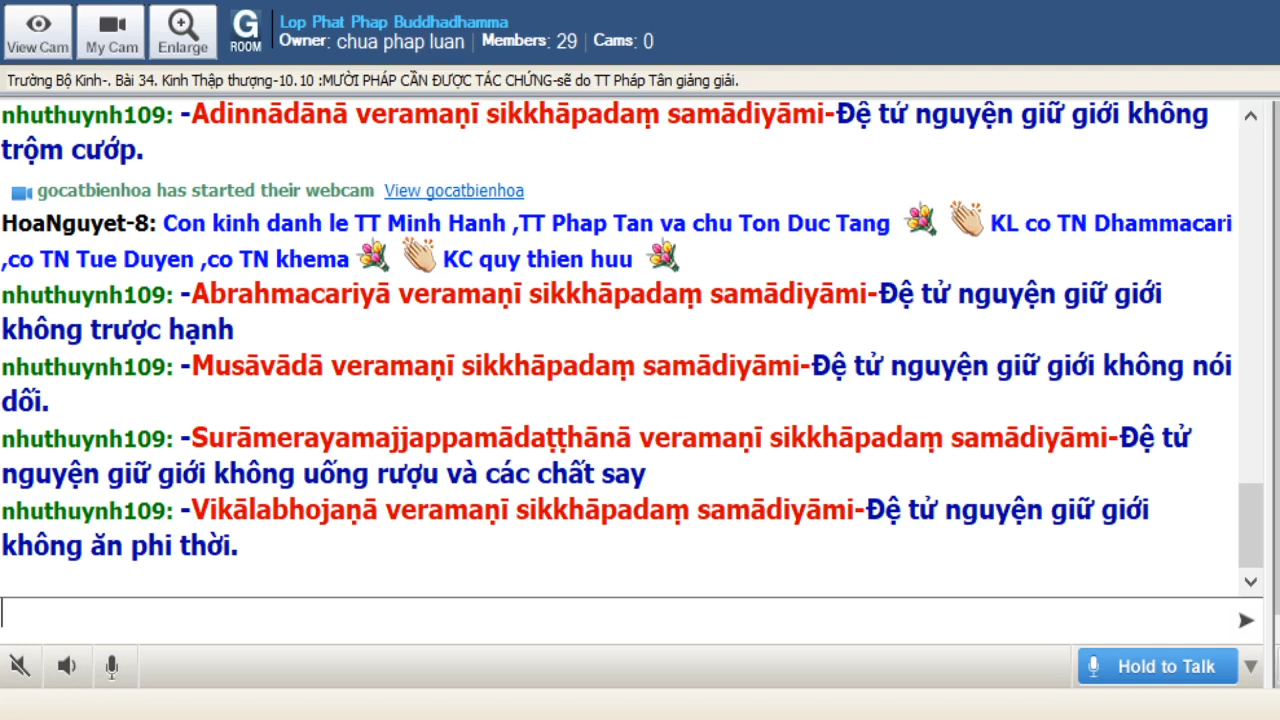 Lop Phat Phap Buddhadhamma
View Cam My Cam Enlarge G ROOM Owner: chua phap luan | Members: 29 | Cams: 0
Trường Bộ Kinh-. Bài 34. Kinh Thập thượng-10. 10 :MƯỜI PHÁP CẦN ĐƯỢC TÁC CHỨNG-sẽ do TT Pháp Tân giảng giải.
nhuthuynh109: -Adinnādānā veramaṇī sikkhāpadaṃ samādiyāmi-Đệ tử nguyện giữ giới không
trộm cướp.
gocatbienhoa has started their webcam View gocatbienhoa
HoaNguyet-8: Con kinh danh le TT Minh Hanh ,TT Phap Tan va chu Ton Duc Tang KL co TN Dhammacari
,co TN Tue Duyen ,co TN khema KC quy thien huu
nhuthuynh109: -Abrahmacariyā veramaṇī sikkhāpadaṃ samādiyāmi-Đệ tử nguyện giữ giới
không trược hạnh
nhuthuynh109: -Musāvādā veramaṇī sikkhāpadaṃ samādiyāmi-Đệ tử nguyện giữ giới không nói
dối.
nhuthuynh109: -Surāmerayamajjappamādaṭṭhānā veramaṇī sikkhāpadaṃ samādiyāmi-Đệ tử
nguyện giữ giới không uống rượu và các chất say
nhuthuynh109: -Vikālabhojaṇā veramaṇī sikkhāpadaṃ samādiyāmi-Đệ tử nguyện giữ giới
không ăn phi thời.
Hold to Talk